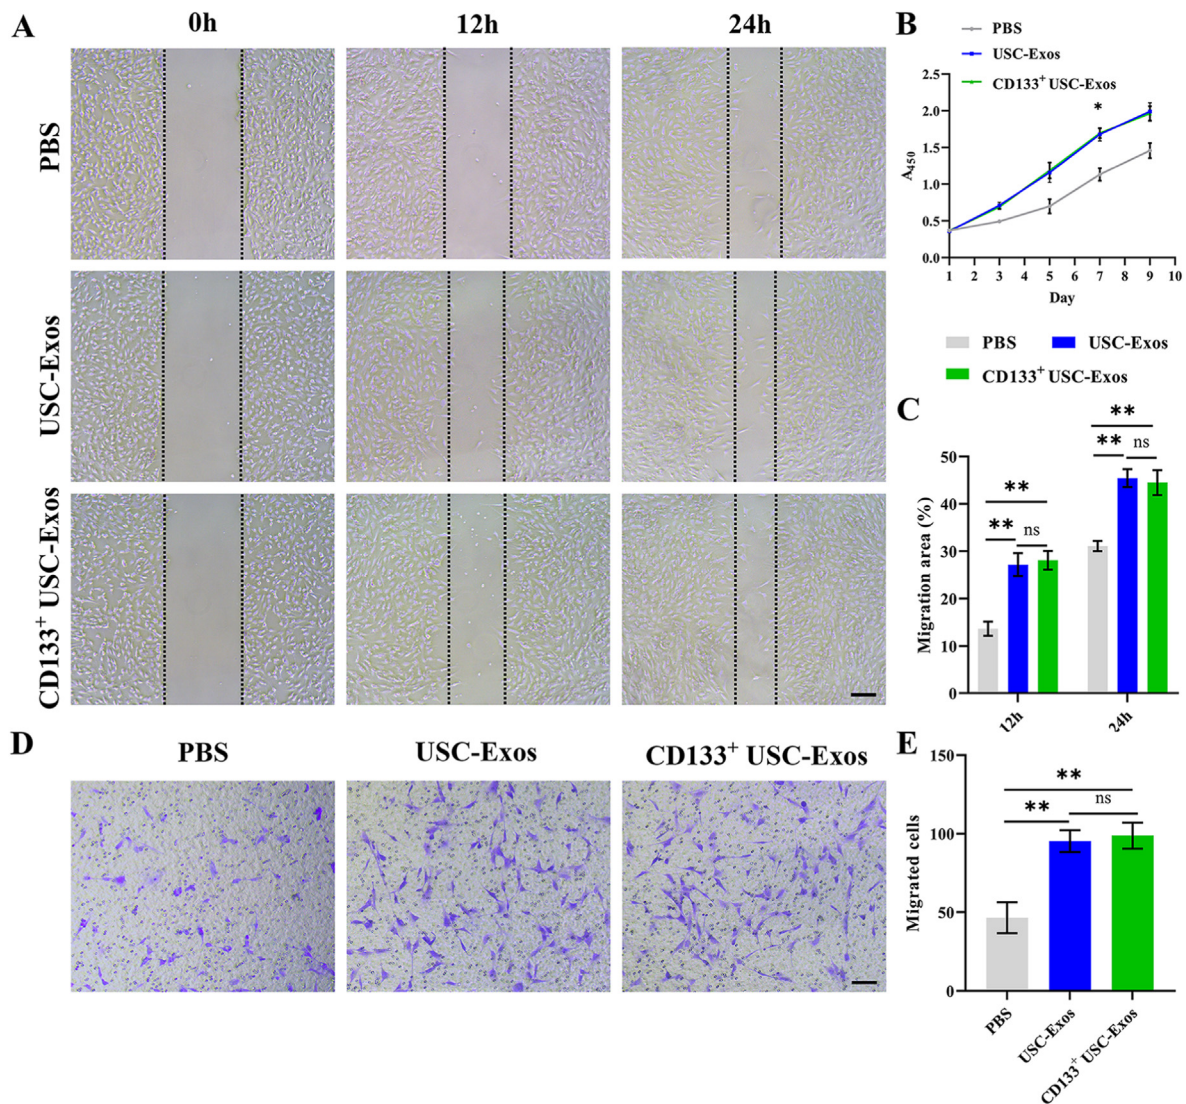 A
0h
12h
24h
PBS
USC-Exos
CD133+ USC-Exos
B
PBS
USC-Exos
CD133+ USC-Exos
2.5
2.0
1.5
1.0
0.5
0.0
A450
*
1 2 3 4 5 6 7 8 9 10
Day
PBS
USC-Exos
CD133+ USC-Exos
C
Migration area (%)
50
40
30
20
10
0
**
** ns
**
** ns
12h
24h
D
PBS
USC-Exos
CD133+ USC-Exos
E
Migrated cells
150
100
50
0
**
** ns
PBS
USC-Exos
CD133+ USC-Exos